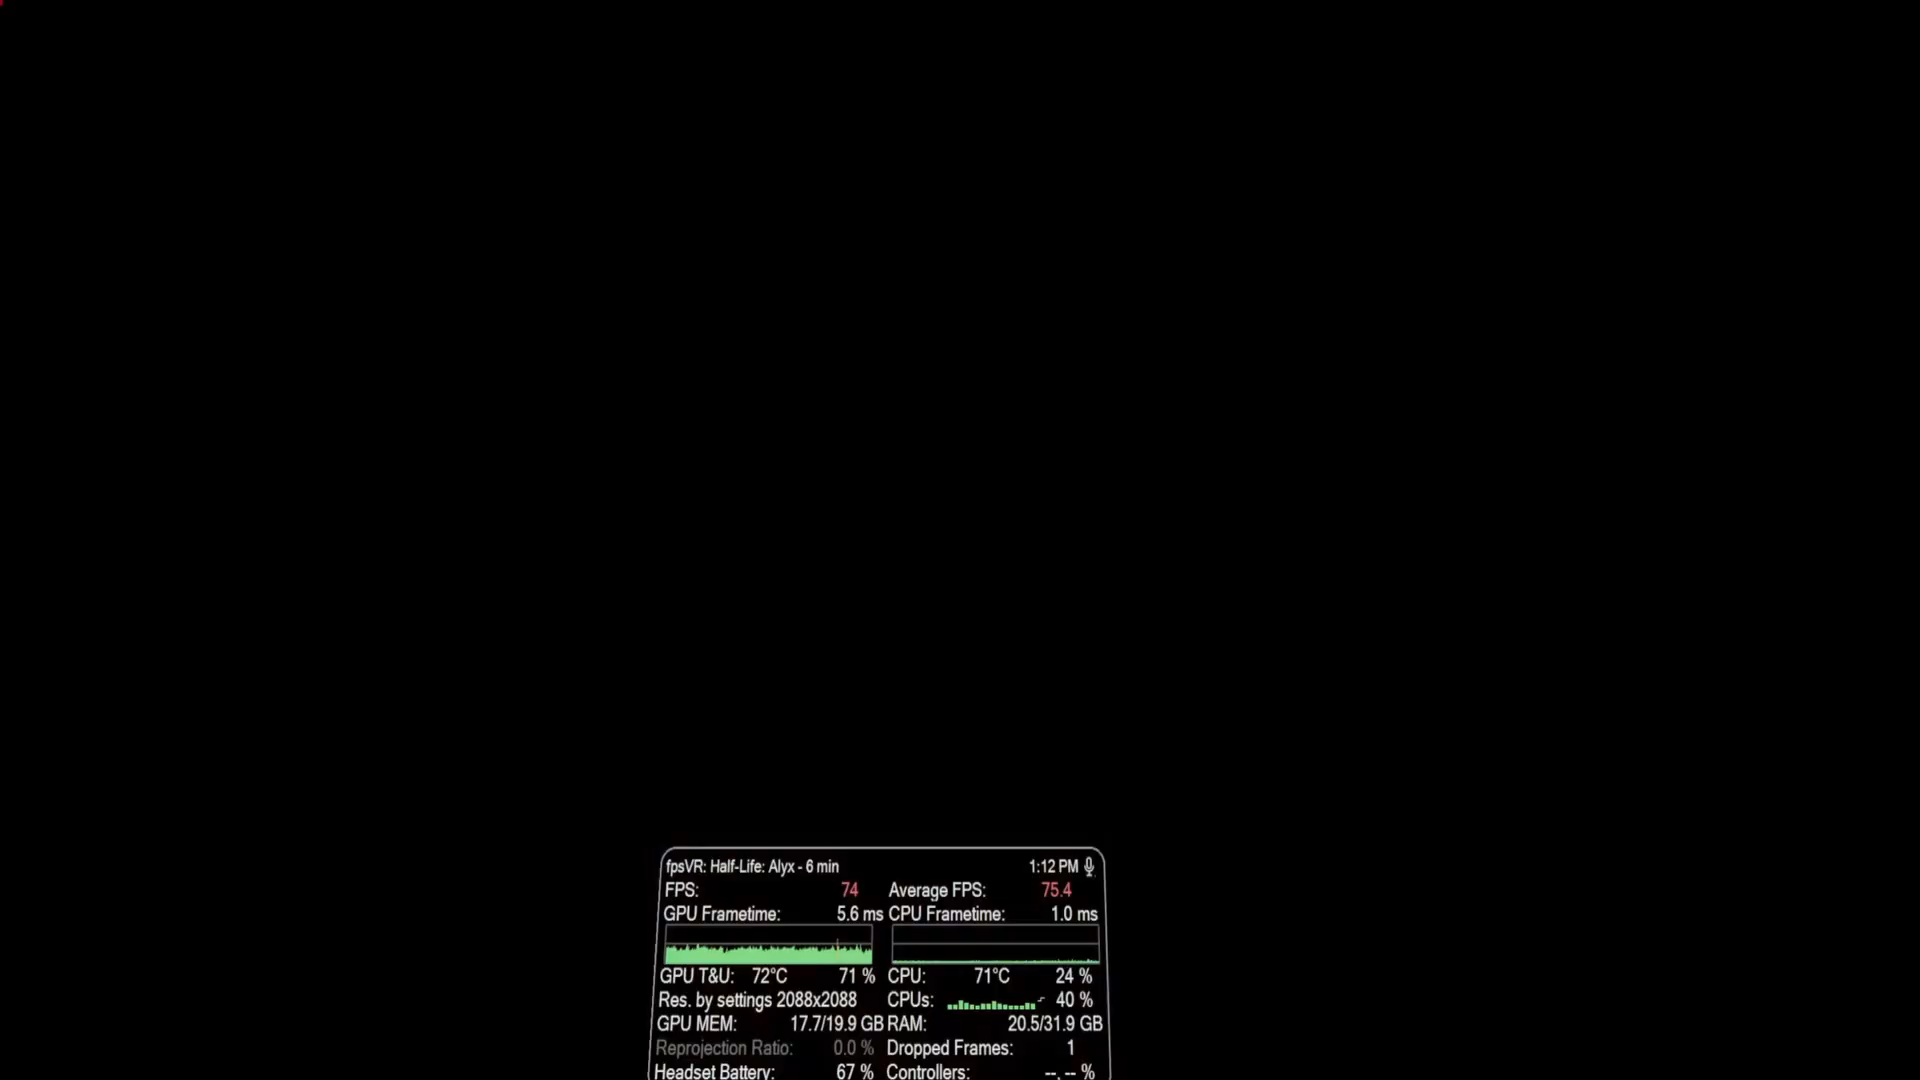 fpsVR: Half-Life: Alyx - 6 min 1:12 PM
FPS: 74 Average FPS: 75.4
GPU Frametime: 5.6 ms CPU Frametime: 1.0 ms
GPU T&U: 72°C 71 % CPU: 71°C 24 %
Res. by settings 2088x2088 CPUs: 40 %
GPU MEM: 17.7/19.9 GB RAM: 20.5/31.9 GB
Reprojection Ratio: 0.0 % Dropped Frames: 1
Headset Battery: 67 % Controllers: --, -- %